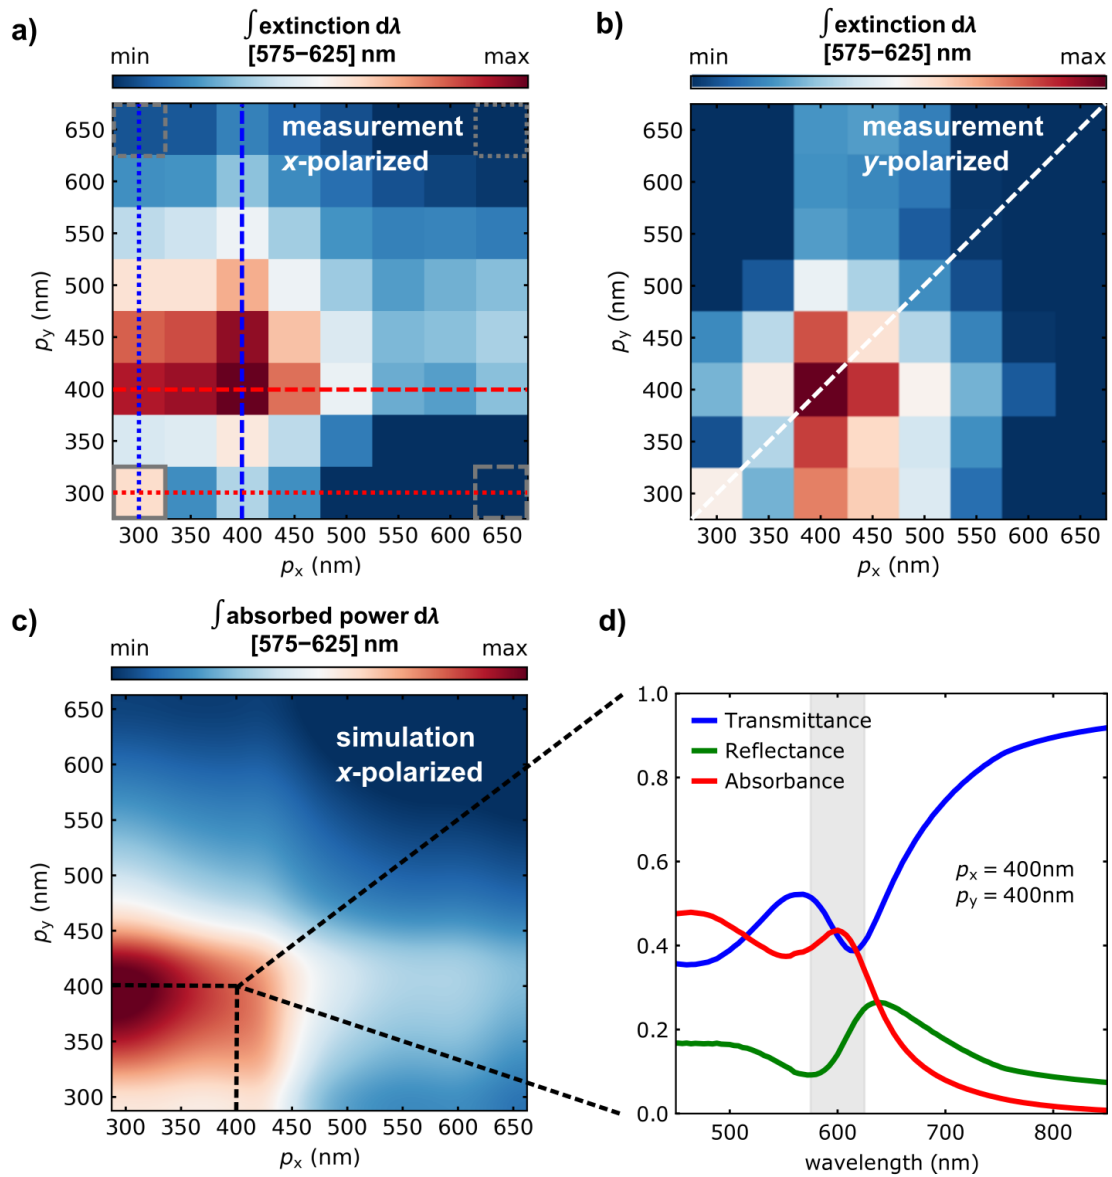 a)
∫extinction dλ
[575−625] nm
min
max
measurement
x-polarized
650
600
550
500
450
400
350
300
py (nm)
300 350 400 450 500 550 600 650
px (nm)
b)
∫extinction dλ
[575−625] nm
min
max
measurement
y-polarized
650
600
550
500
450
400
350
300
py (nm)
300 350 400 450 500 550 600 650
px (nm)
c)
∫absorbed power dλ
[575−625] nm
min
max
simulation
x-polarized
650
600
550
500
450
400
350
300
py (nm)
300 350 400 450 500 550 600 650
px (nm)
d)
1.0
0.8
0.6
0.4
0.2
0.0
Transmittance
Reflectance
Absorbance
px = 400nm
py = 400nm
500 600 700 800
wavelength (nm)